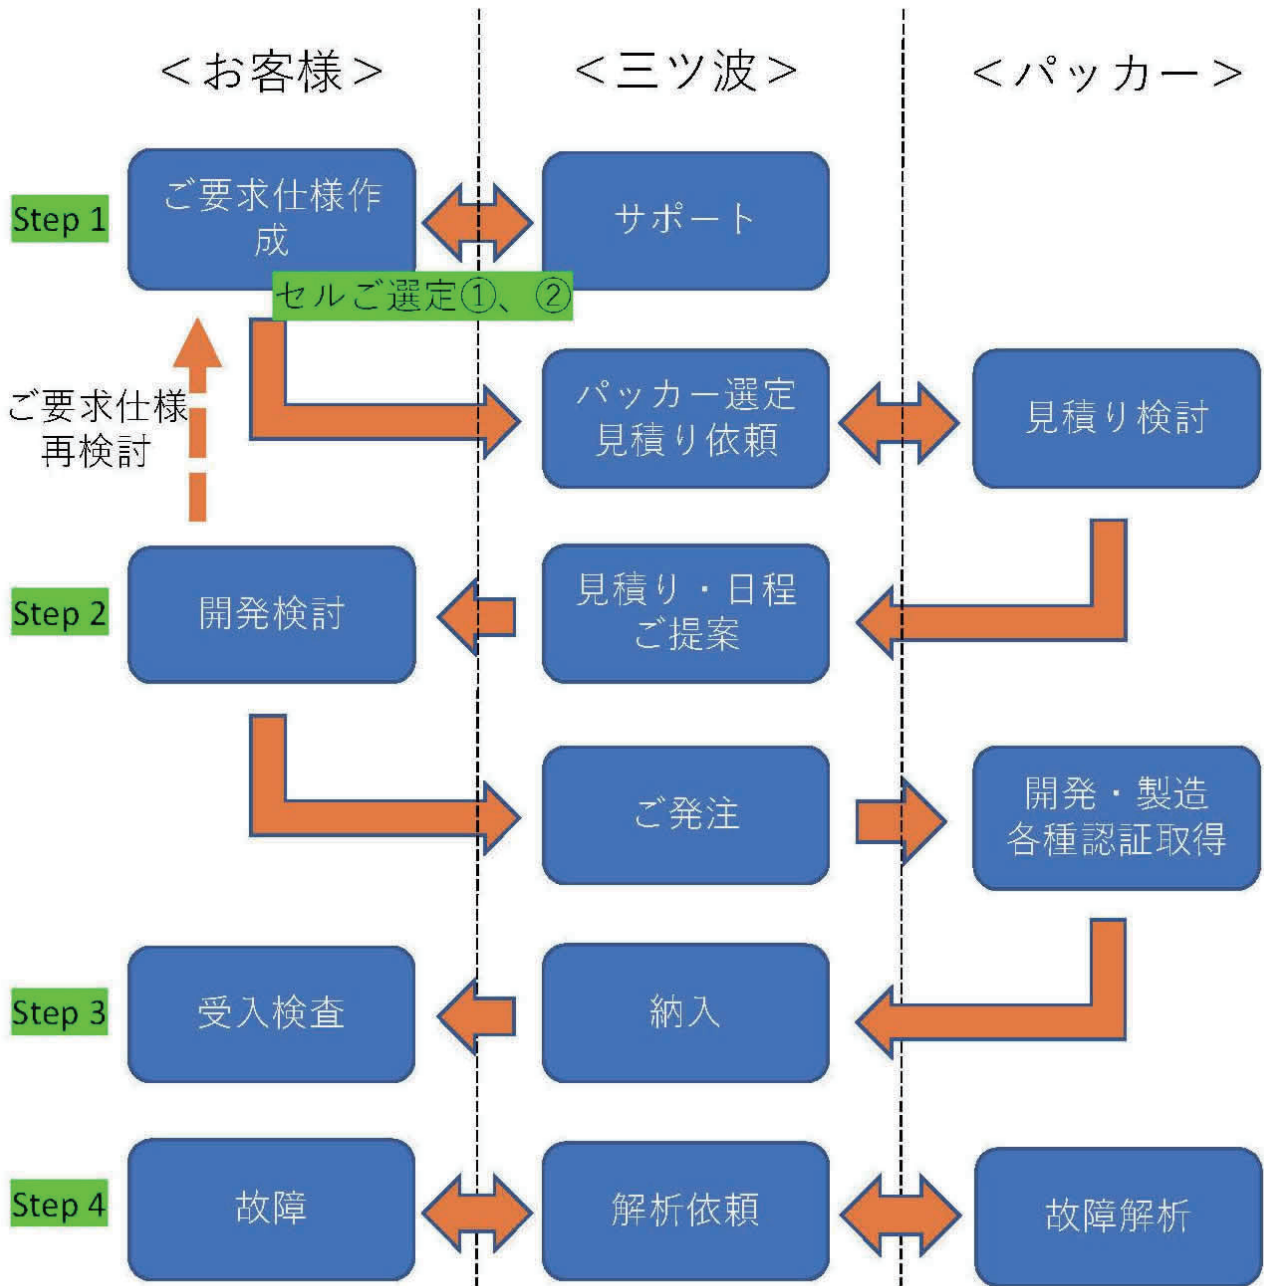 ＜お客様＞
＜三ツ波＞
＜パッカー＞
Step 1
ご要求仕様作
成
サポート
セルご選定①、②
パッカー選定
見積り依頼
見積り検討
ご要求仕様
再検討
Step 2
開発検討
見積り・日程
ご提案
ご発注
開発・製造
各種認証取得
Step 3
受入検査
納入
Step 4
故障
解析依頼
故障解析